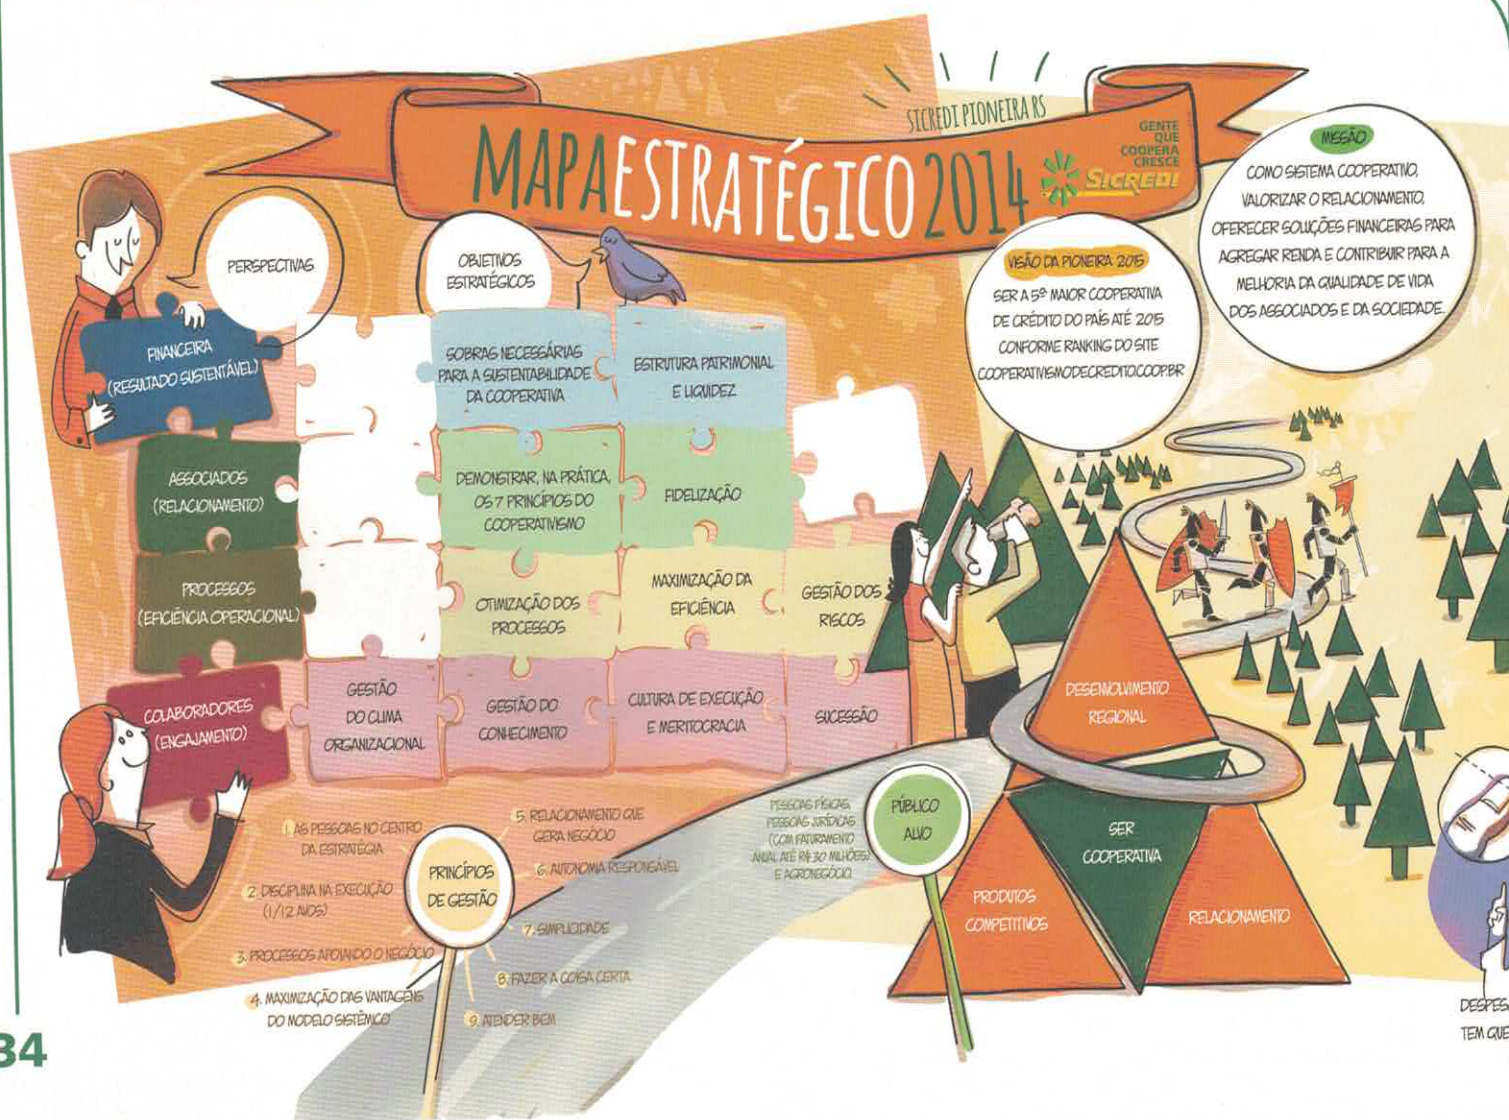 SICREDI PIONEIRA RS
MAPA ESTRATÉGICO 2014
GENTE
QUE
COOPERA
CRESCE
SICREDI
MISSÃO
COMO SISTEMA COOPERATIVO,
VALORIZAR O RELACIONAMENTO,
OFERECER SOLUÇÕES FINANCEIRAS PARA
AGREGAR RENDA E CONTRIBUIR PARA A
MELHORIA DA QUALIDADE DE VIDA
DOS ASSOCIADOS E DA SOCIEDADE.
VISÃO DA PIONEIRA 2015
SER A 5ª MAIOR COOPERATIVA
DE CRÉDITO DO PAÍS ATÉ 2015
CONFORME RANKING DO SITE
COOPERATIVISMODECREDITO.COOP.BR
PERSPECTIVAS
OBJETIVOS
ESTRATÉGICOS
FINANCEIRA
(RESULTADO SUSTENTÁVEL)
SOBRAS NECESSÁRIAS
PARA A SUSTENTABILIDADE
DA COOPERATIVA
ESTRUTURA PATRIMONIAL
E LIQUIDEZ
ASSOCIADOS
(RELACIONAMENTO)
DEMONSTRAR, NA PRÁTICA,
OS 7 PRINCÍPIOS DO
COOPERATIVISMO
FIDELIZAÇÃO
PROCESSOS
(EFICIÊNCIA OPERACIONAL)
OTIMIZAÇÃO DOS
PROCESSOS
MAXIMIZAÇÃO DA
EFICIÊNCIA
GESTÃO DOS
RISCOS
COLABORADORES
(ENGAJAMENTO)
GESTÃO
DO CLIMA
ORGANIZACIONAL
GESTÃO DO
CONHECIMENTO
CULTURA DE EXECUÇÃO
E MERITOCRACIA
SUCESSÃO
PRINCÍPIOS
DE GESTÃO
1. AS PESSOAS NO CENTRO
DA ESTRATÉGIA
2. DISCIPLINA NA EXECUÇÃO
(1/12 AVOS)
3. PROCESSOS APOIANDO O NEGÓCIO
4. MAXIMIZAÇÃO DAS VANTAGENS
DO MODELO SISTÊMICO
5. RELACIONAMENTO QUE
GERA NEGÓCIO
6. AUTONOMIA RESPONSÁVEL
7. SIMPLICIDADE
8. FAZER A COISA CERTA
9. ATENDER BEM
PESSOAS FÍSICAS,
PESSOAS JURÍDICAS
(COM FATURAMENTO
ANUAL ATÉ R$ 30 MILHÕES)
E AGRONEGÓCIO.
PÚBLICO
ALVO
DESENVOLVIMENTO
REGIONAL
SER
COOPERATIVA
PRODUTOS
COMPETITIVOS
RELACIONAMENTO
TEM QUE
34